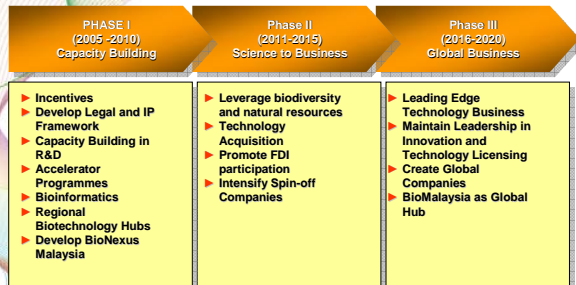 PHASE I
(2005 -2010)
Capacity Building
Phase II
(2011-2015)
Science to Business
Phase III
(2016-2020)
Global Business
► Incentives
► Develop Legal and IP
Framework
► Capacity Building in
R&D
► Accelerator
Programmes
► Bioinformatics
► Regional
Biotechnology Hubs
► Develop BioNexus
Malaysia
► Leverage biodiversity
and natural resources
► Technology
Acquisition
► Promote FDI
participation
► Intensify Spin-off
Companies
► Leading Edge
Technology Business
► Maintain Leadership in
Innovation and
Technology Licensing
► Create Global
Companies
► BioMalaysia as Global
Hub